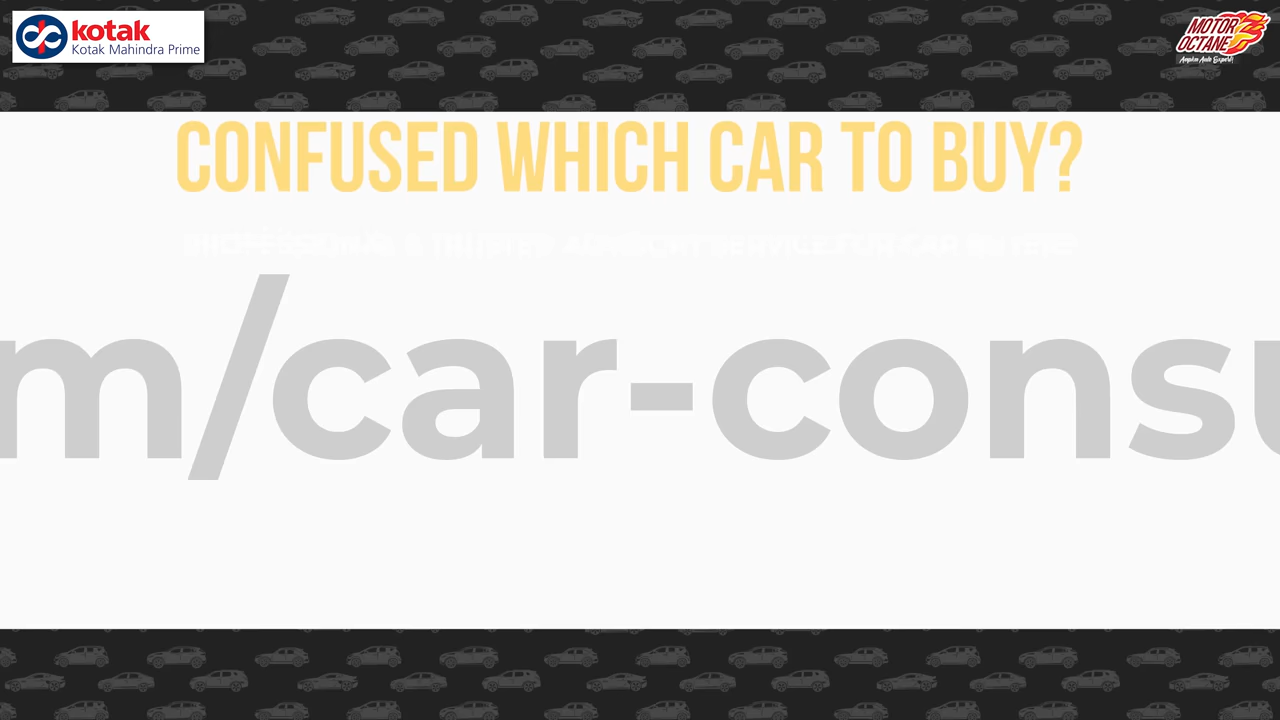 kotak
Kotak Mahindra Prime
MOTOR
OCTANE
CONFUSED WHICH CAR TO BUY?
m/car-consu